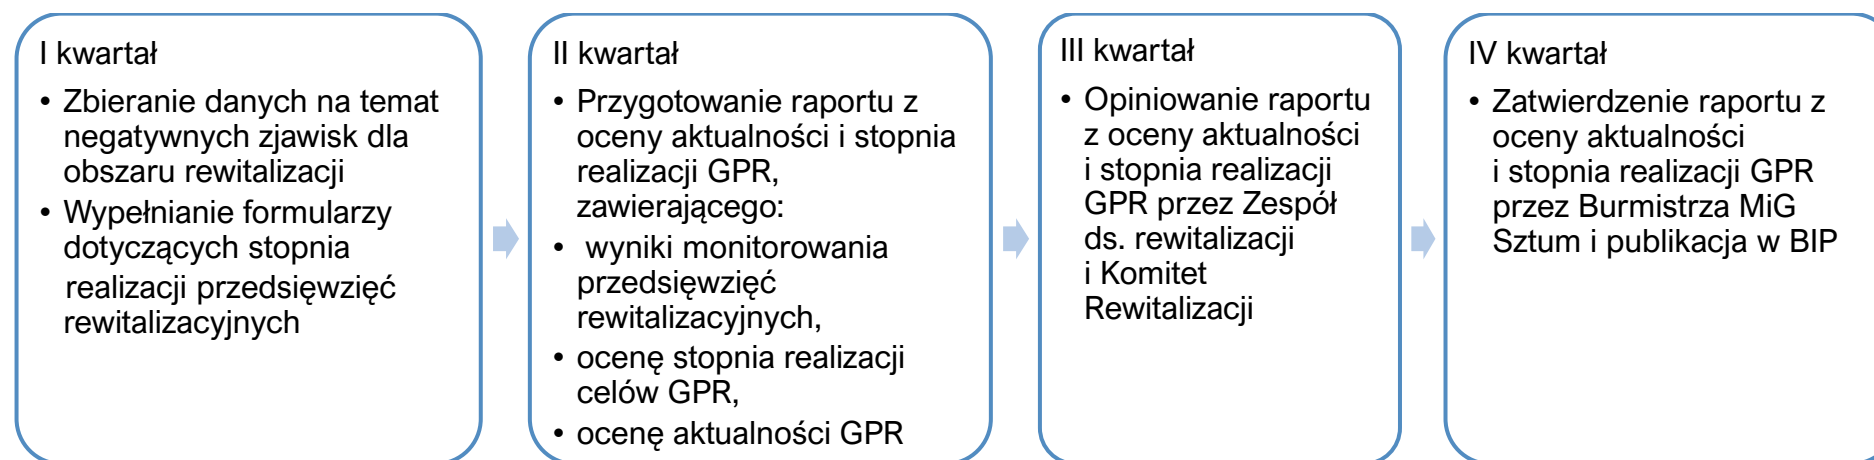 I kwartał
• Zbieranie danych na temat
negatywnych zjawisk dla
obszaru rewitalizacji
• Wypełnianie formularzy
dotyczących stopnia
realizacji przedsięwzięć
rewitalizacyjnych
II kwartał
• Przygotowanie raportu z
oceny aktualności i stopnia
realizacji GPR,
zawierającego:
• wyniki monitorowania
przedsięwzięć
rewitalizacyjnych,
• ocenę stopnia realizacji
celów GPR,
• ocenę aktualności GPR
III kwartał
• Opiniowanie raportu
z oceny aktualności
i stopnia realizacji
GPR przez Zespół
ds. rewitalizacji
i Komitet
Rewitalizacji
IV kwartał
• Zatwierdzenie raportu z
oceny aktualności
i stopnia realizacji GPR
przez Burmistrza MiG
Sztum i publikacja w BIP